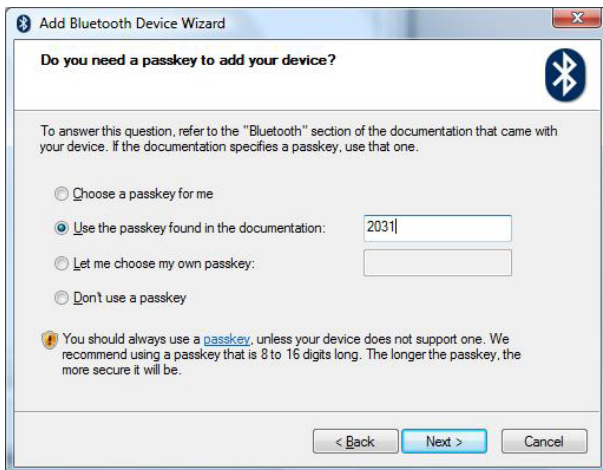 Add Bluetooth Device Wizard
Do you need a passkey to add your device?
To answer this question, refer to the "Bluetooth" section of the documentation that came with
your device. If the documentation specifies a passkey, use that one.
Choose a passkey for me
Use the passkey found in the documentation: 2031
Let me choose my own passkey:
Don't use a passkey
You should always use a passkey, unless your device does not support one. We
recommend using a passkey that is 8 to 16 digits long. The longer the passkey, the
more secure it will be.
< Back Next > Cancel